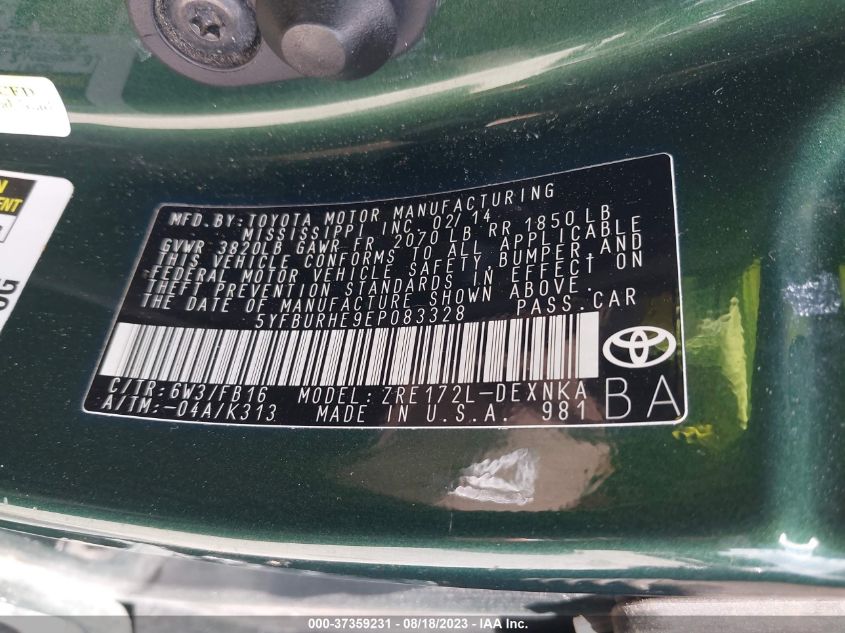 MFD. BY: TOYOTA MOTOR MANUFACTURING
MISSISSIPPI INC. 02/14
GVWR 3820LB GAWR FR 2070 LB RR 1850 LB
THIS VEHICLE CONFORMS TO ALL APPLICABLE
FEDERAL MOTOR VEHICLE SAFETY, BUMPER, AND
THEFT PREVENTION STANDARDS IN EFFECT ON
THE DATE OF MANUFACTURE SHOWN ABOVE.
5YFBURHE9EP083328 PASS.CAR
C/TR:6W3/FB16 MODEL: ZRE172L-DEXNKA
A/TM:-04A/K313 MADE IN U.S.A. 981
BA
000-37359231 - 08/18/2023 - IAA Inc.